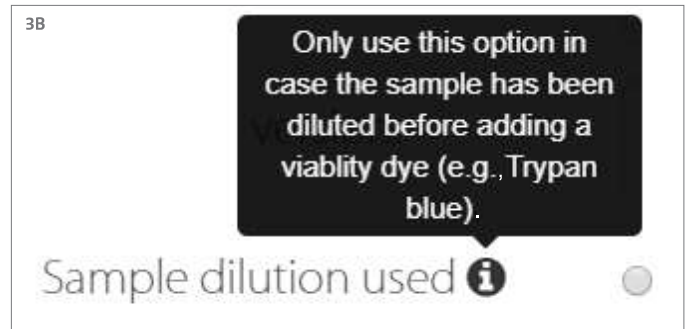 3B
Only use this option in
case the sample has been
diluted before adding a
viablity dye (e.g.,Trypan
blue).
Sample dilution used